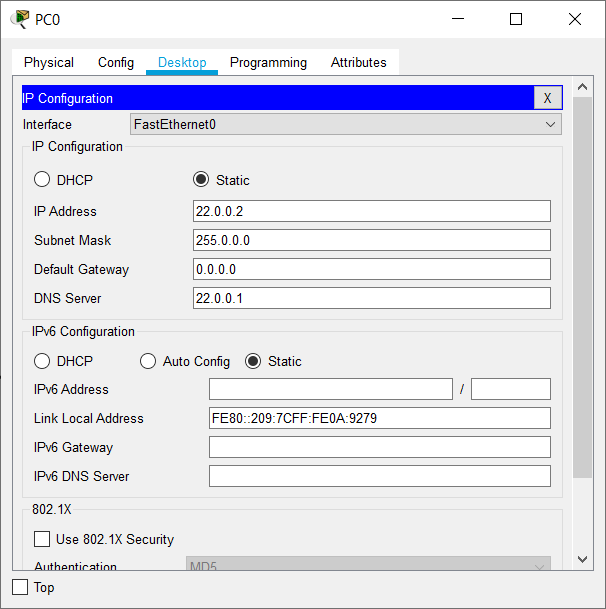 PC0
Physical Config Desktop Programming Attributes
IP Configuration X
Interface FastEthernet0
IP Configuration
DHCP Static
IP Address 22.0.0.2
Subnet Mask 255.0.0.0
Default Gateway 0.0.0.0
DNS Server 22.0.0.1
IPv6 Configuration
DHCP Auto Config Static
IPv6 Address /
Link Local Address FE80::209:7CFF:FE0A:9279
IPv6 Gateway
IPv6 DNS Server
802.1X
Use 802.1X Security
Authentication MD5
Top